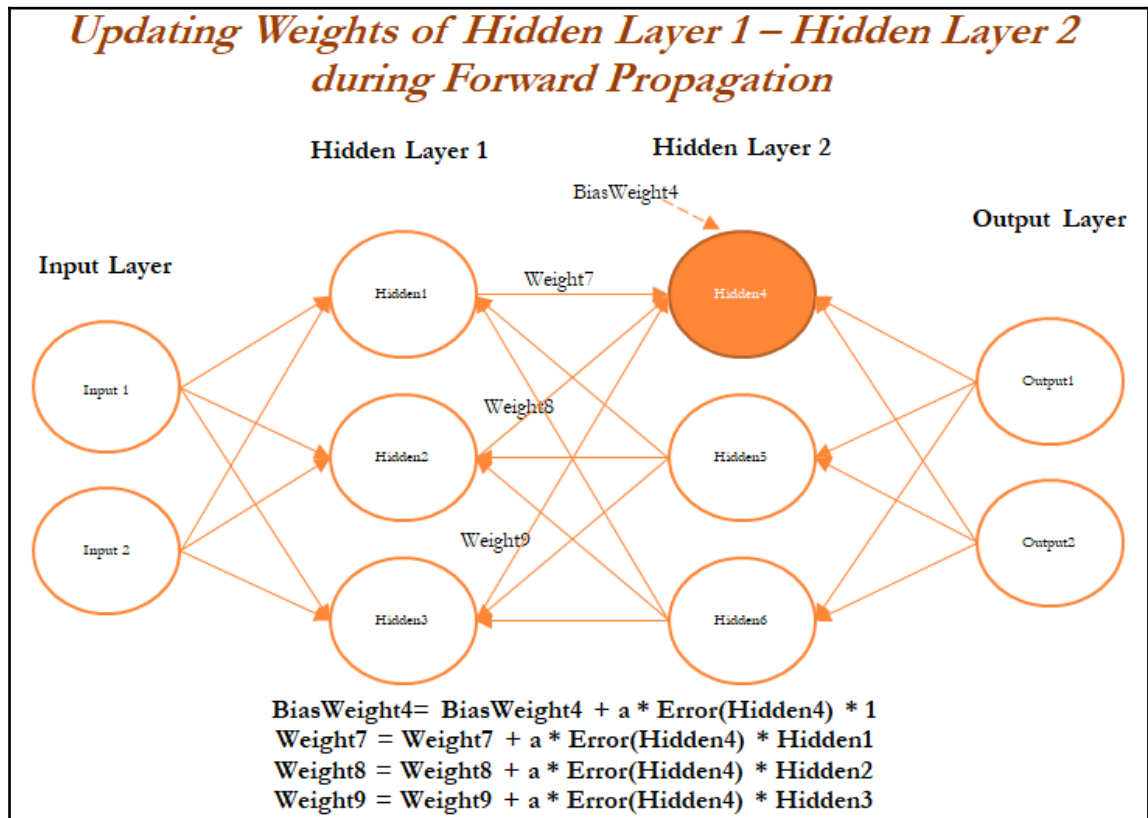 Updating Weights of Hidden Layer 1 – Hidden Layer 2
during Forward Propagation
Hidden Layer 1
Hidden Layer 2
BiasWeight4
Output Layer
Input Layer
Hidden1
Weight7
Hidden4
Input 1
Output1
Weight8
Hidden2
Hidden5
Input 2
Weight9
Output2
Hidden3
Hidden6
BiasWeight4= BiasWeight4 + a * Error(Hidden4) * 1
Weight7 = Weight7 + a * Error(Hidden4) * Hidden1
Weight8 = Weight8 + a * Error(Hidden4) * Hidden2
Weight9 = Weight9 + a * Error(Hidden4) * Hidden3